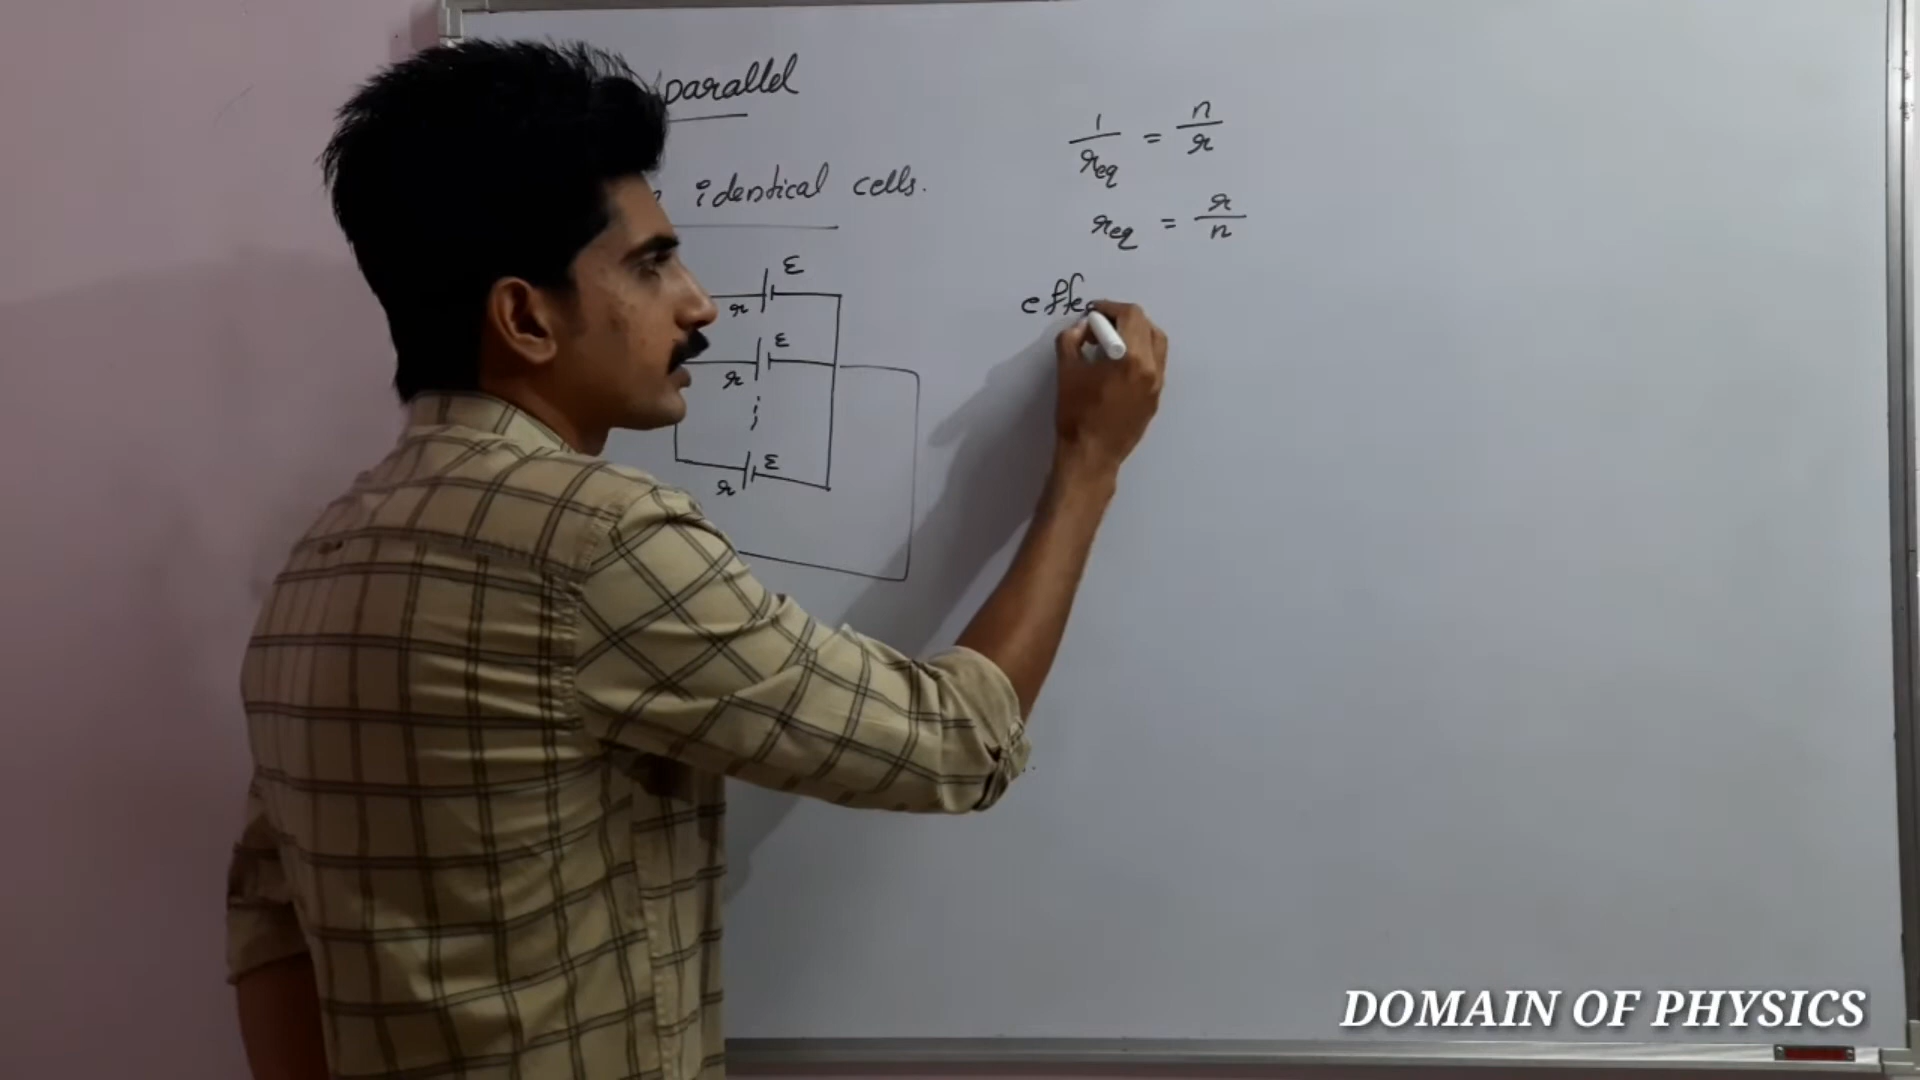 parallel
identical cells.
ε
r
ε
r
ε
r
1/r_eq = n/r
r_eq = r/n
effe
DOMAIN OF PHYSICS